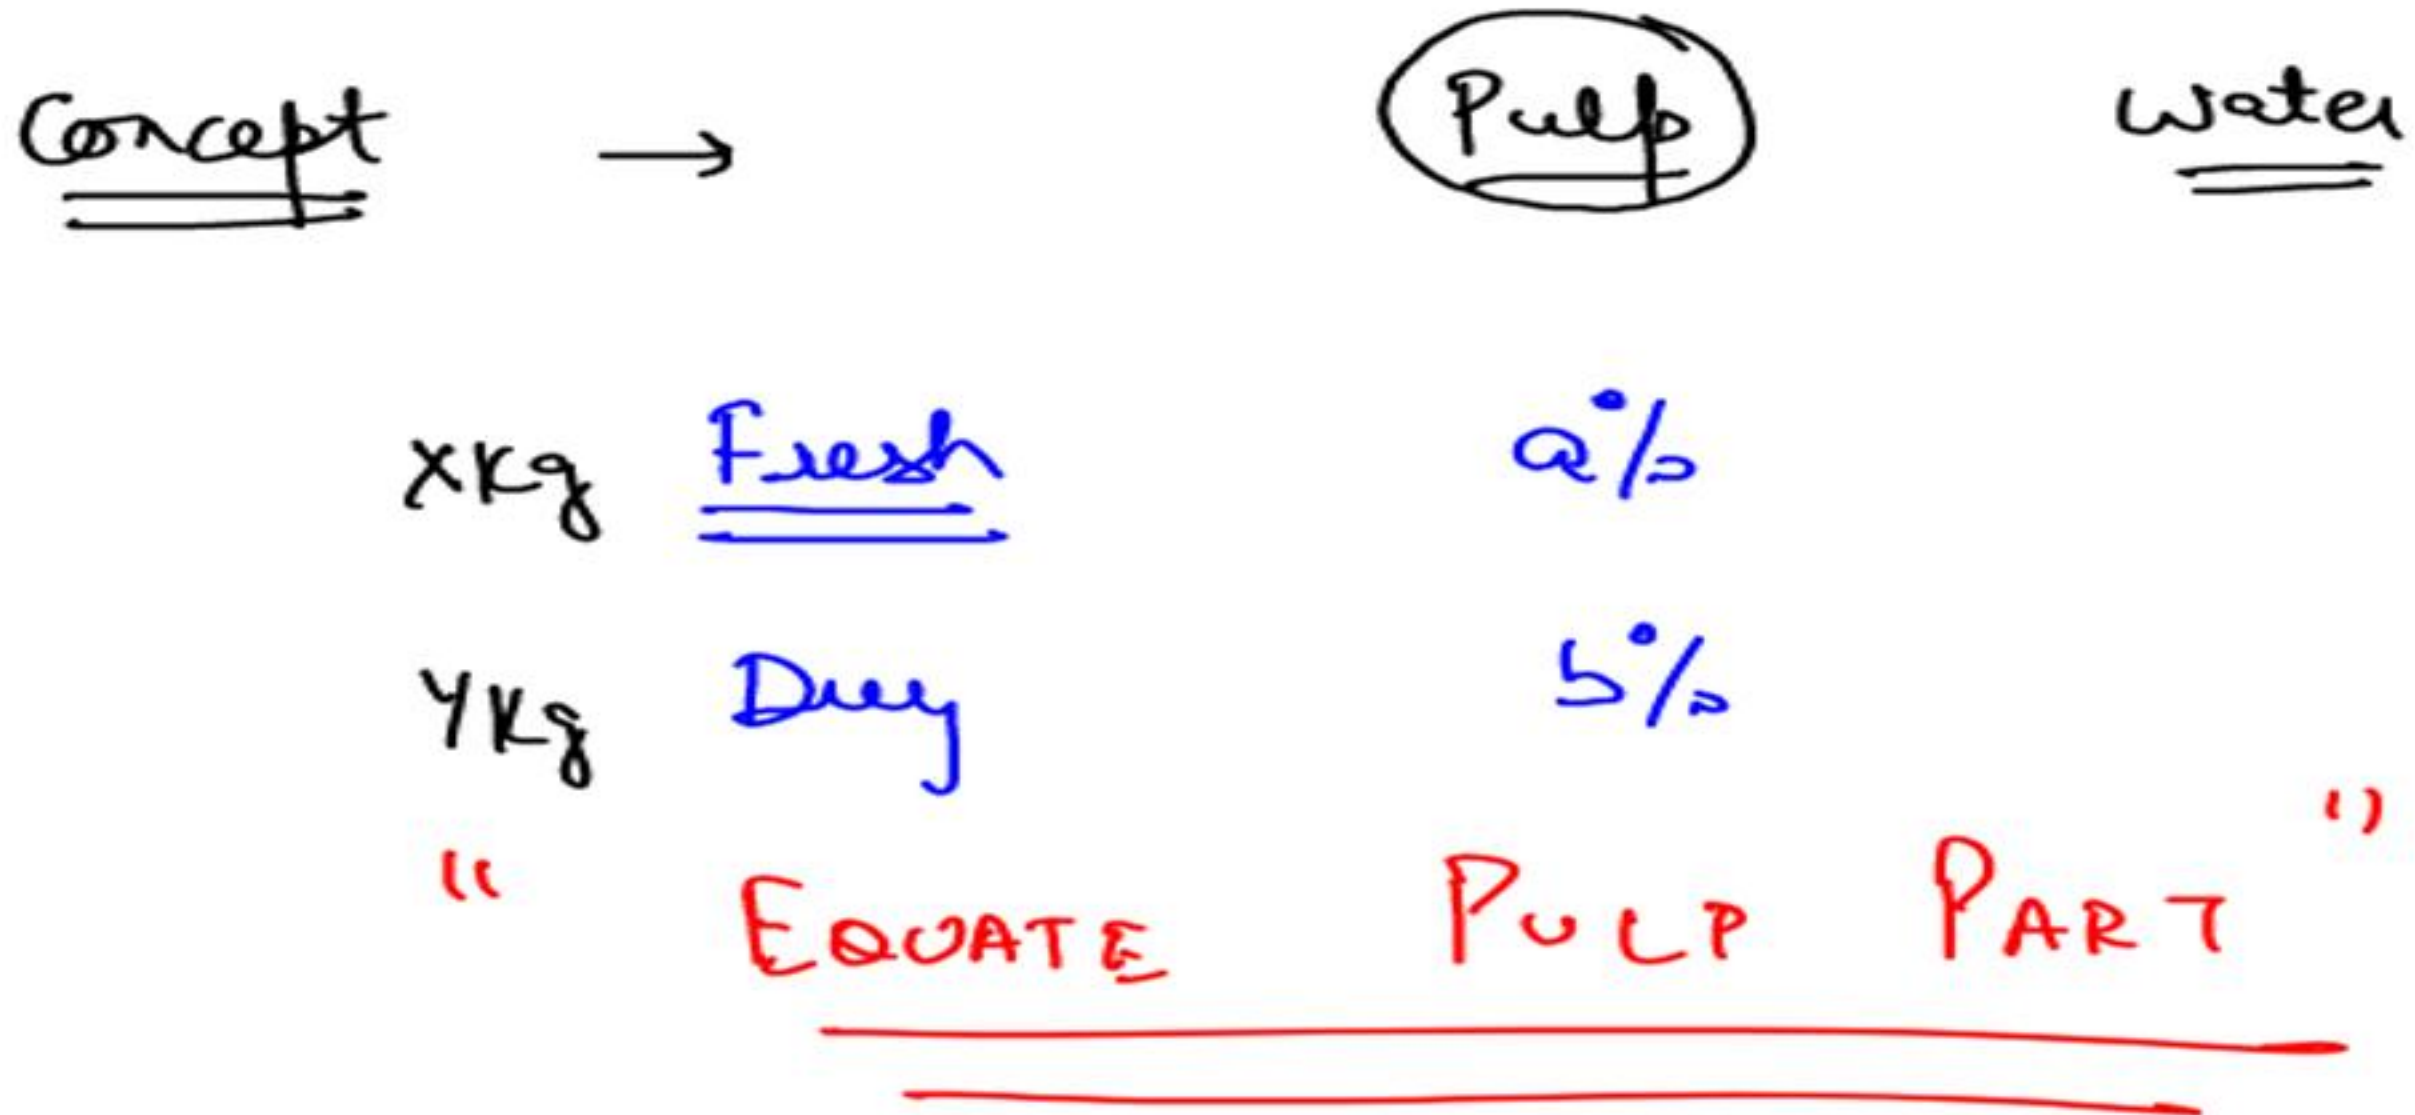 Concept → Pulp Water
X Kg Fresh a%
Y Kg Dry b%
" EQUATE PULP PART "